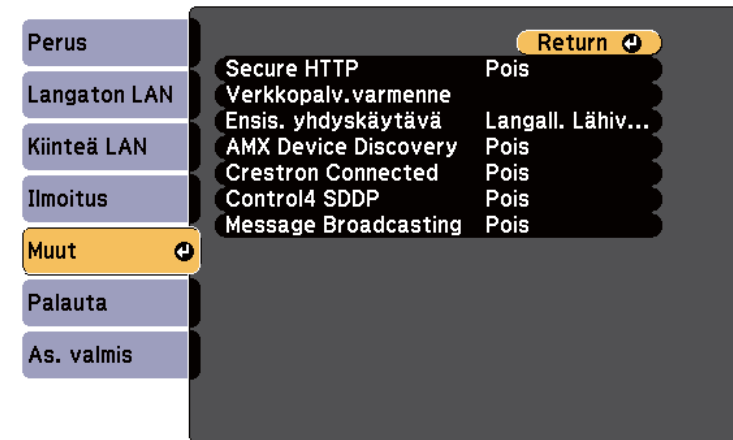 Perus
Langaton LAN
Kiinteä LAN
Ilmoitus
Muut
Palauta
As. valmis
Return
Secure HTTP Pois
Verkkopalv.varmenne
Ensis. yhdyskäytävä Langall. Lähiv...
AMX Device Discovery Pois
Crestron Connected Pois
Control4 SDDP Pois
Message Broadcasting Pois